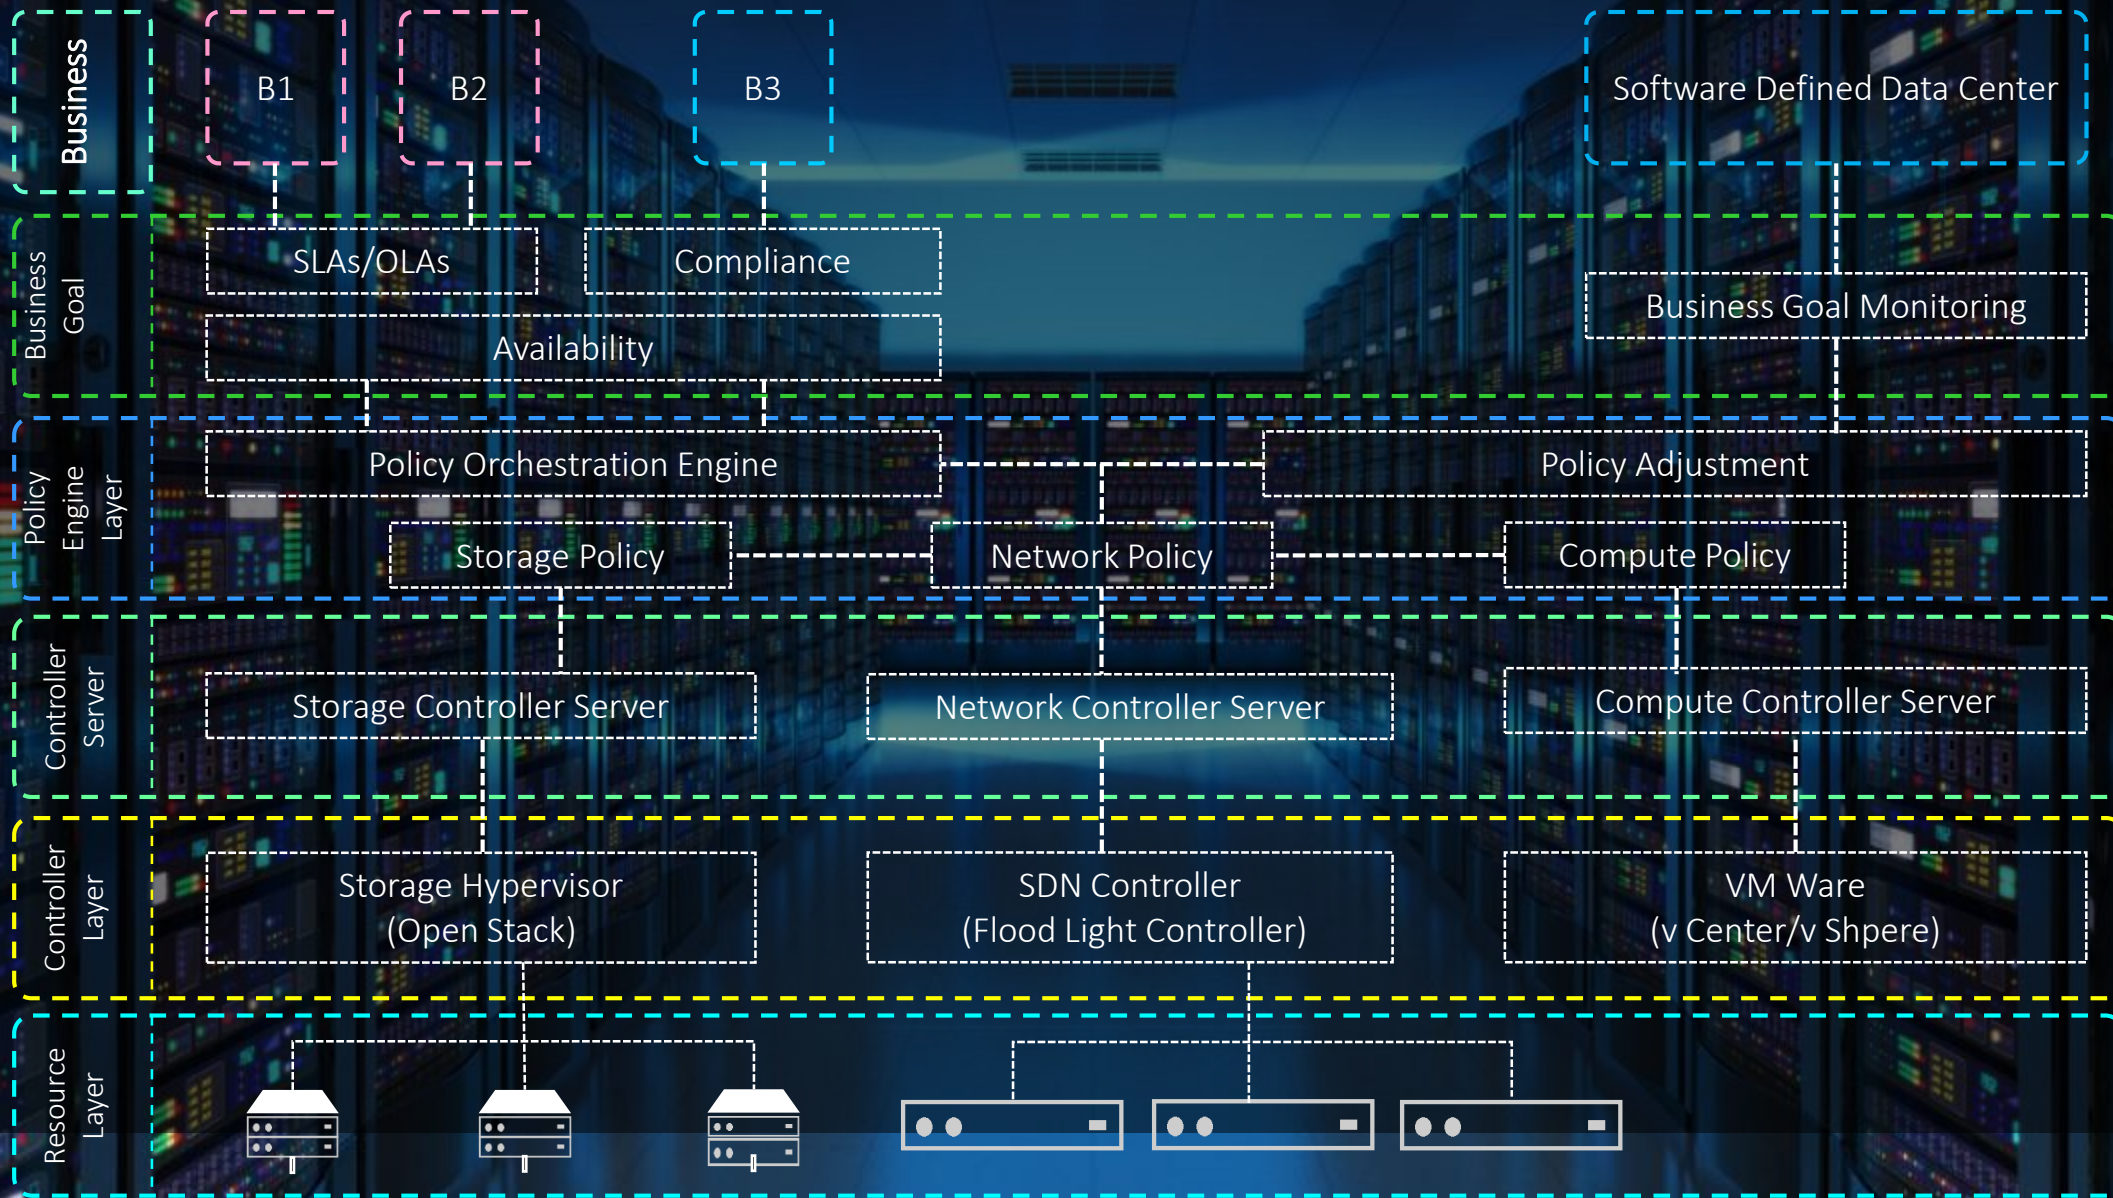 Business
B1
B2
B3
Software Defined Data Center
Business
Goal
SLAs/OLAs
Compliance
Business Goal Monitoring
Availability
Policy
Engine
Layer
Policy Orchestration Engine
Policy Adjustment
Storage Policy
Network Policy
Compute Policy
Controller
Server
Storage Controller Server
Network Controller Server
Compute Controller Server
Controller
Layer
Storage Hypervisor
(Open Stack)
SDN Controller
(Flood Light Controller)
VM Ware
(v Center/v Shpere)
Resource
Layer